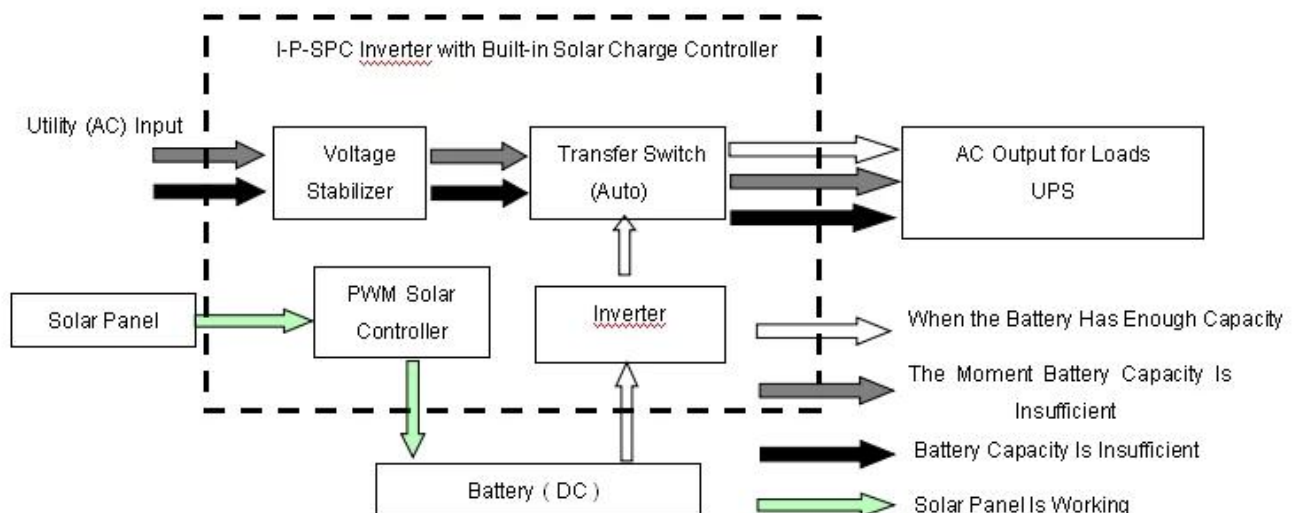 I-P-SPC Inverter with Built-in Solar Charge Controller
Utility (AC) Input
Voltage
Stabilizer
Transfer Switch
(Auto)
AC Output for Loads
UPS
Solar Panel
PWM Solar
Controller
Inverter
Battery ( DC )
When the Battery Has Enough Capacity
The Moment Battery Capacity Is
Insufficient
Battery Capacity Is Insufficient
Solar Panel Is Working